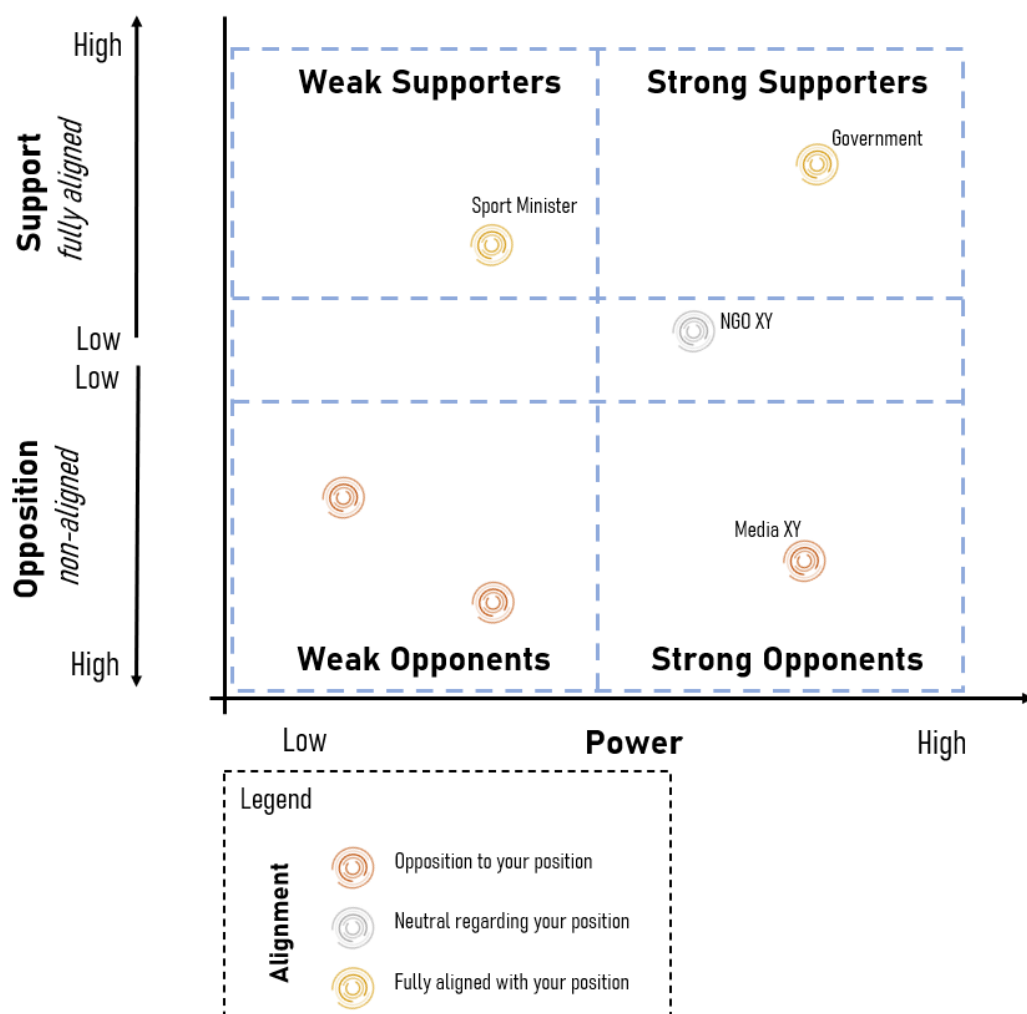 High
Weak Supporters
Strong Supporters
Government
Support
fully aligned
Sport Minister
NGO XY
Low
Low
Opposition
non-aligned
Media XY
High
Weak Opponents
Strong Opponents
Low
Power
High
Legend
Alignment
Opposition to your position
Neutral regarding your position
Fully aligned with your position